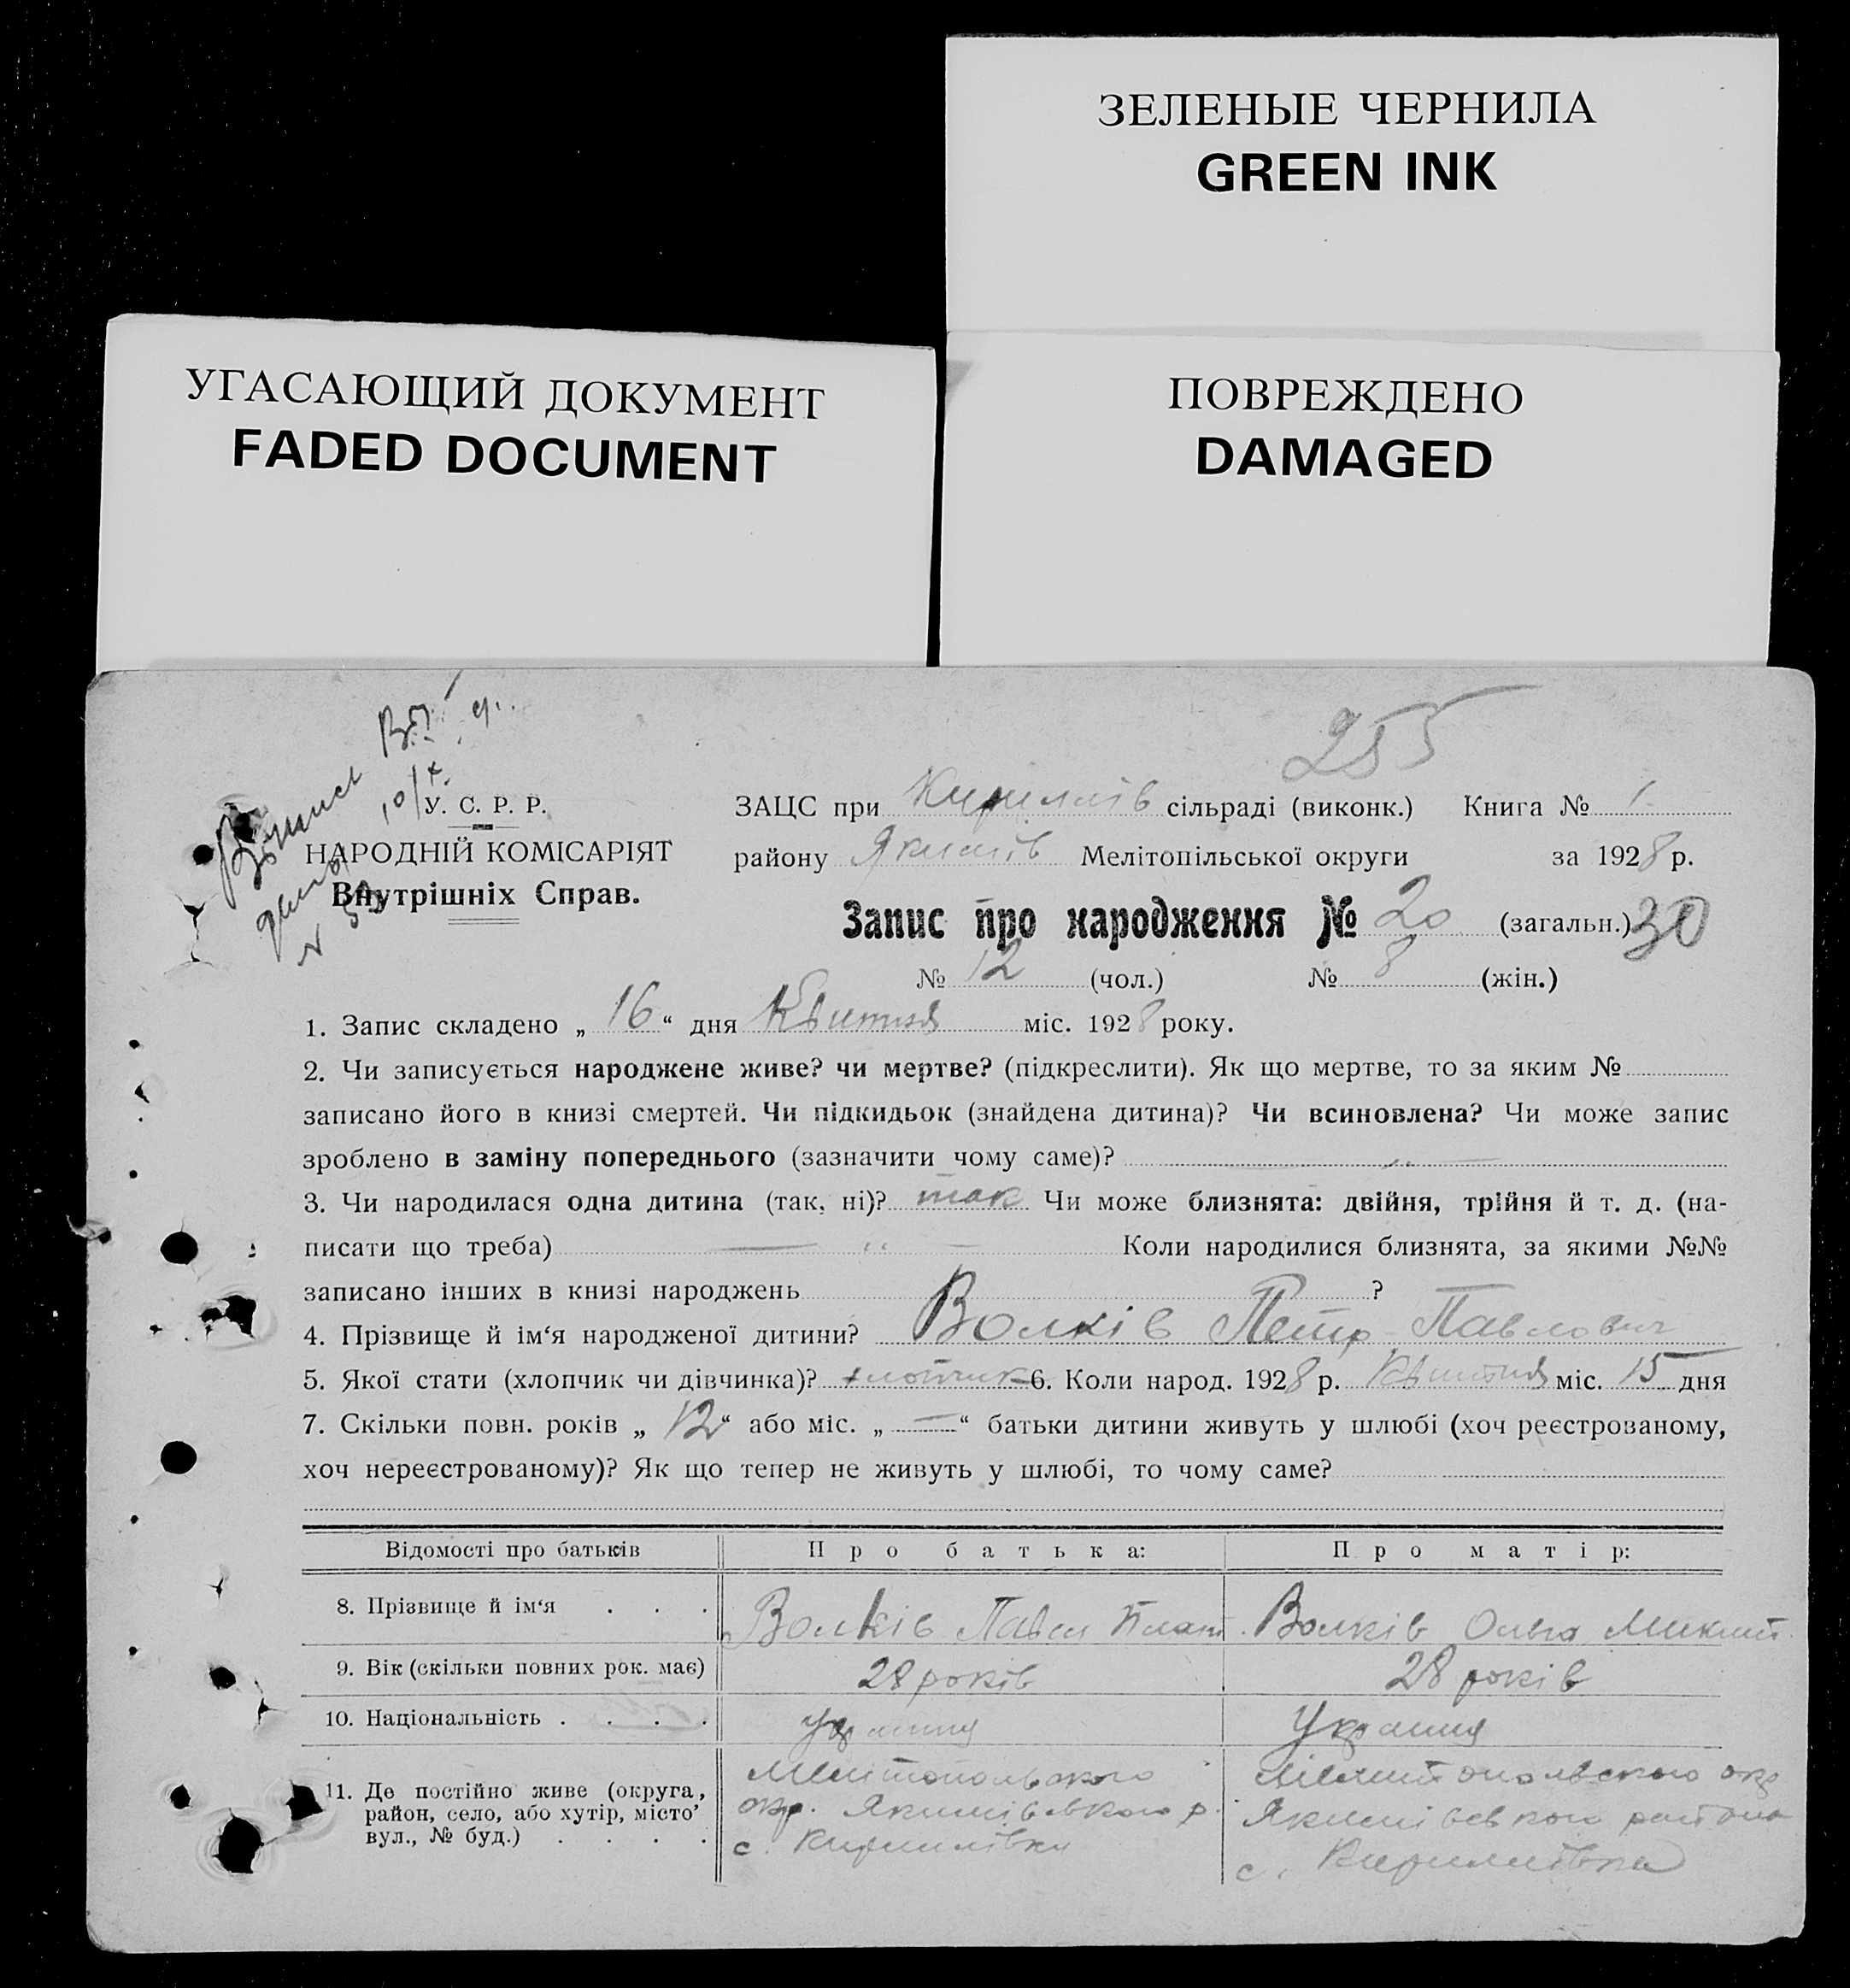 ЗЕЛЕНЫЕ ЧЕРНИЛА
GREEN INK
УГАСАЮЩИЙ ДОКУМЕНТ
FADED DOCUMENT
ПОВРЕЖДЕНО
DAMAGED
255
10/X.
У. С. Р. Р.
НАРОДНІЙ КОМІСАРІЯТ
Внутрішніх Справ.
ЗАЦС при Кирилів сільраді (виконк.) Книга № 1
району Якимів Мелітопільської округи за 1928 р.
Запис про народження № 20 (загальн.) 30
№ 12 (чол.) № 8 (жін.)
1. Запис складено „ 16 “ дня Квітня міс. 1928 року.
2. Чи записується народжене живе? чи мертве? (підкреслити). Як що мертве, то за яким №
записано його в книзі смертей. Чи підкидьок (знайдена дитина)? Чи всиновлена? Чи може запис
зроблено в заміну попереднього (зазначити чому саме)?
3. Чи народилася одна дитина (так, ні)? так Чи може близнята: двійня, трійня й т. д. (на-
писати що треба) Коли народилися близнята, за якими №№
записано інших в книзі народжень ?
4. Прізвище й ім‘я народженої дитини? Волків Петр Павлович
5. Якої стати (хлопчик чи дівчинка)? хлопчик 6. Коли народ. 1928 р. Квітня міс. 15 дня
7. Скільки повн. років „ 12 “ або міс. „ — “ батьки дитини живуть у шлюбі (хоч реєстрованому,
хоч нереєстрованому)? Як що тепер не живуть у шлюбі, то чому саме?
Відомості про батьків Про батька: Про матір:
8. Прізвище й ім‘я . . . Волків Павел Плат. Волків Ольга Микит.
9. Вік (скільки повних рок. має) 28 років 28 років
10. Національність . . . .
11. Де постійно живе (округа, район, село, або хутір, місто’ вул., № буд.) . . . .
Мелітопольского
окр. Якимівського р.
с. Кирилівки
Мелитопольского окр
Якимівського района
с. Кирилівка